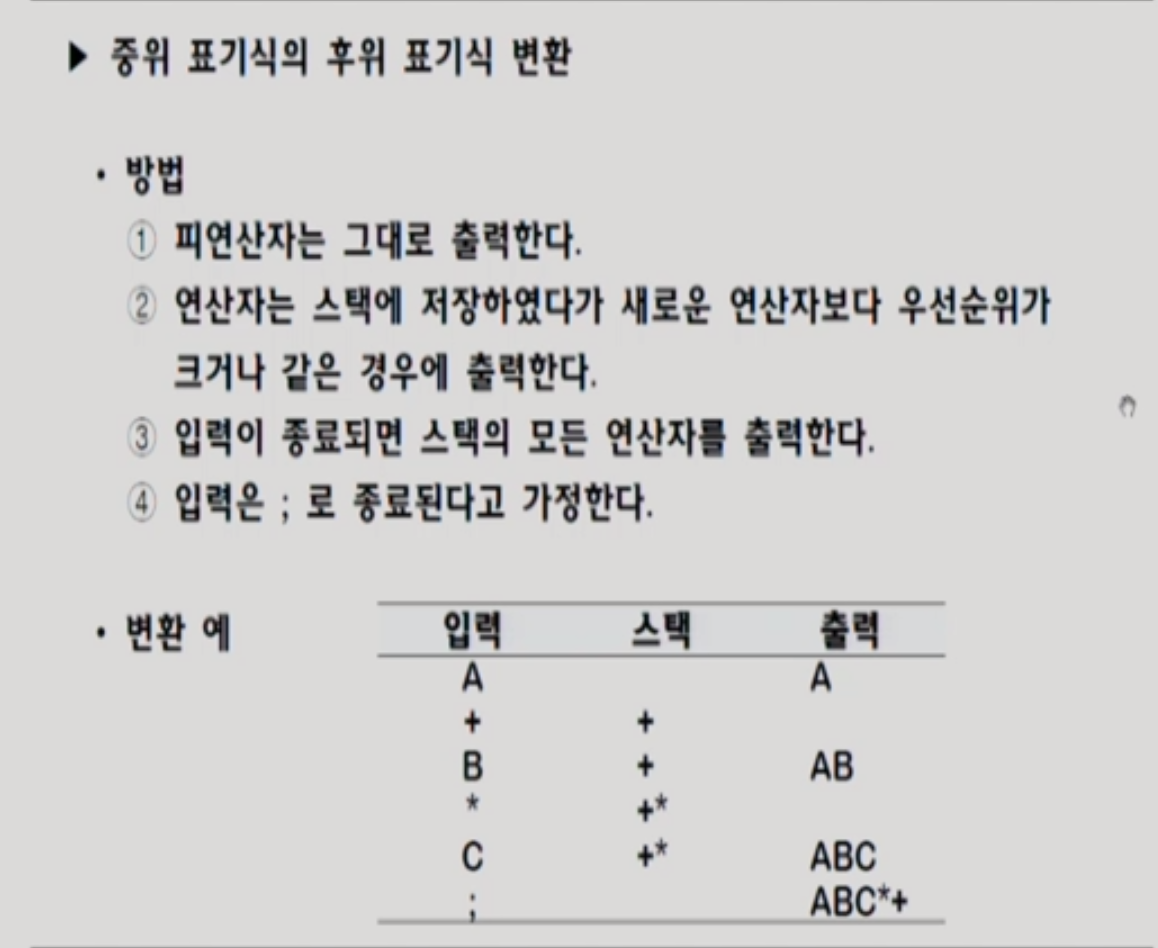 ▶ 중위 표기식의 후위 표기식 변환
• 방법
① 피연산자는 그대로 출력한다.
② 연산자는 스택에 저장하였다가 새로운 연산자보다 우선순위가
크거나 같은 경우에 출력한다.
③ 입력이 종료되면 스택의 모든 연산자를 출력한다.
④ 입력은 ; 로 종료된다고 가정한다.
• 변환 예
입력 스택 출력
A A
+ +
B + AB
* +*
C +* ABC
; ABC*+